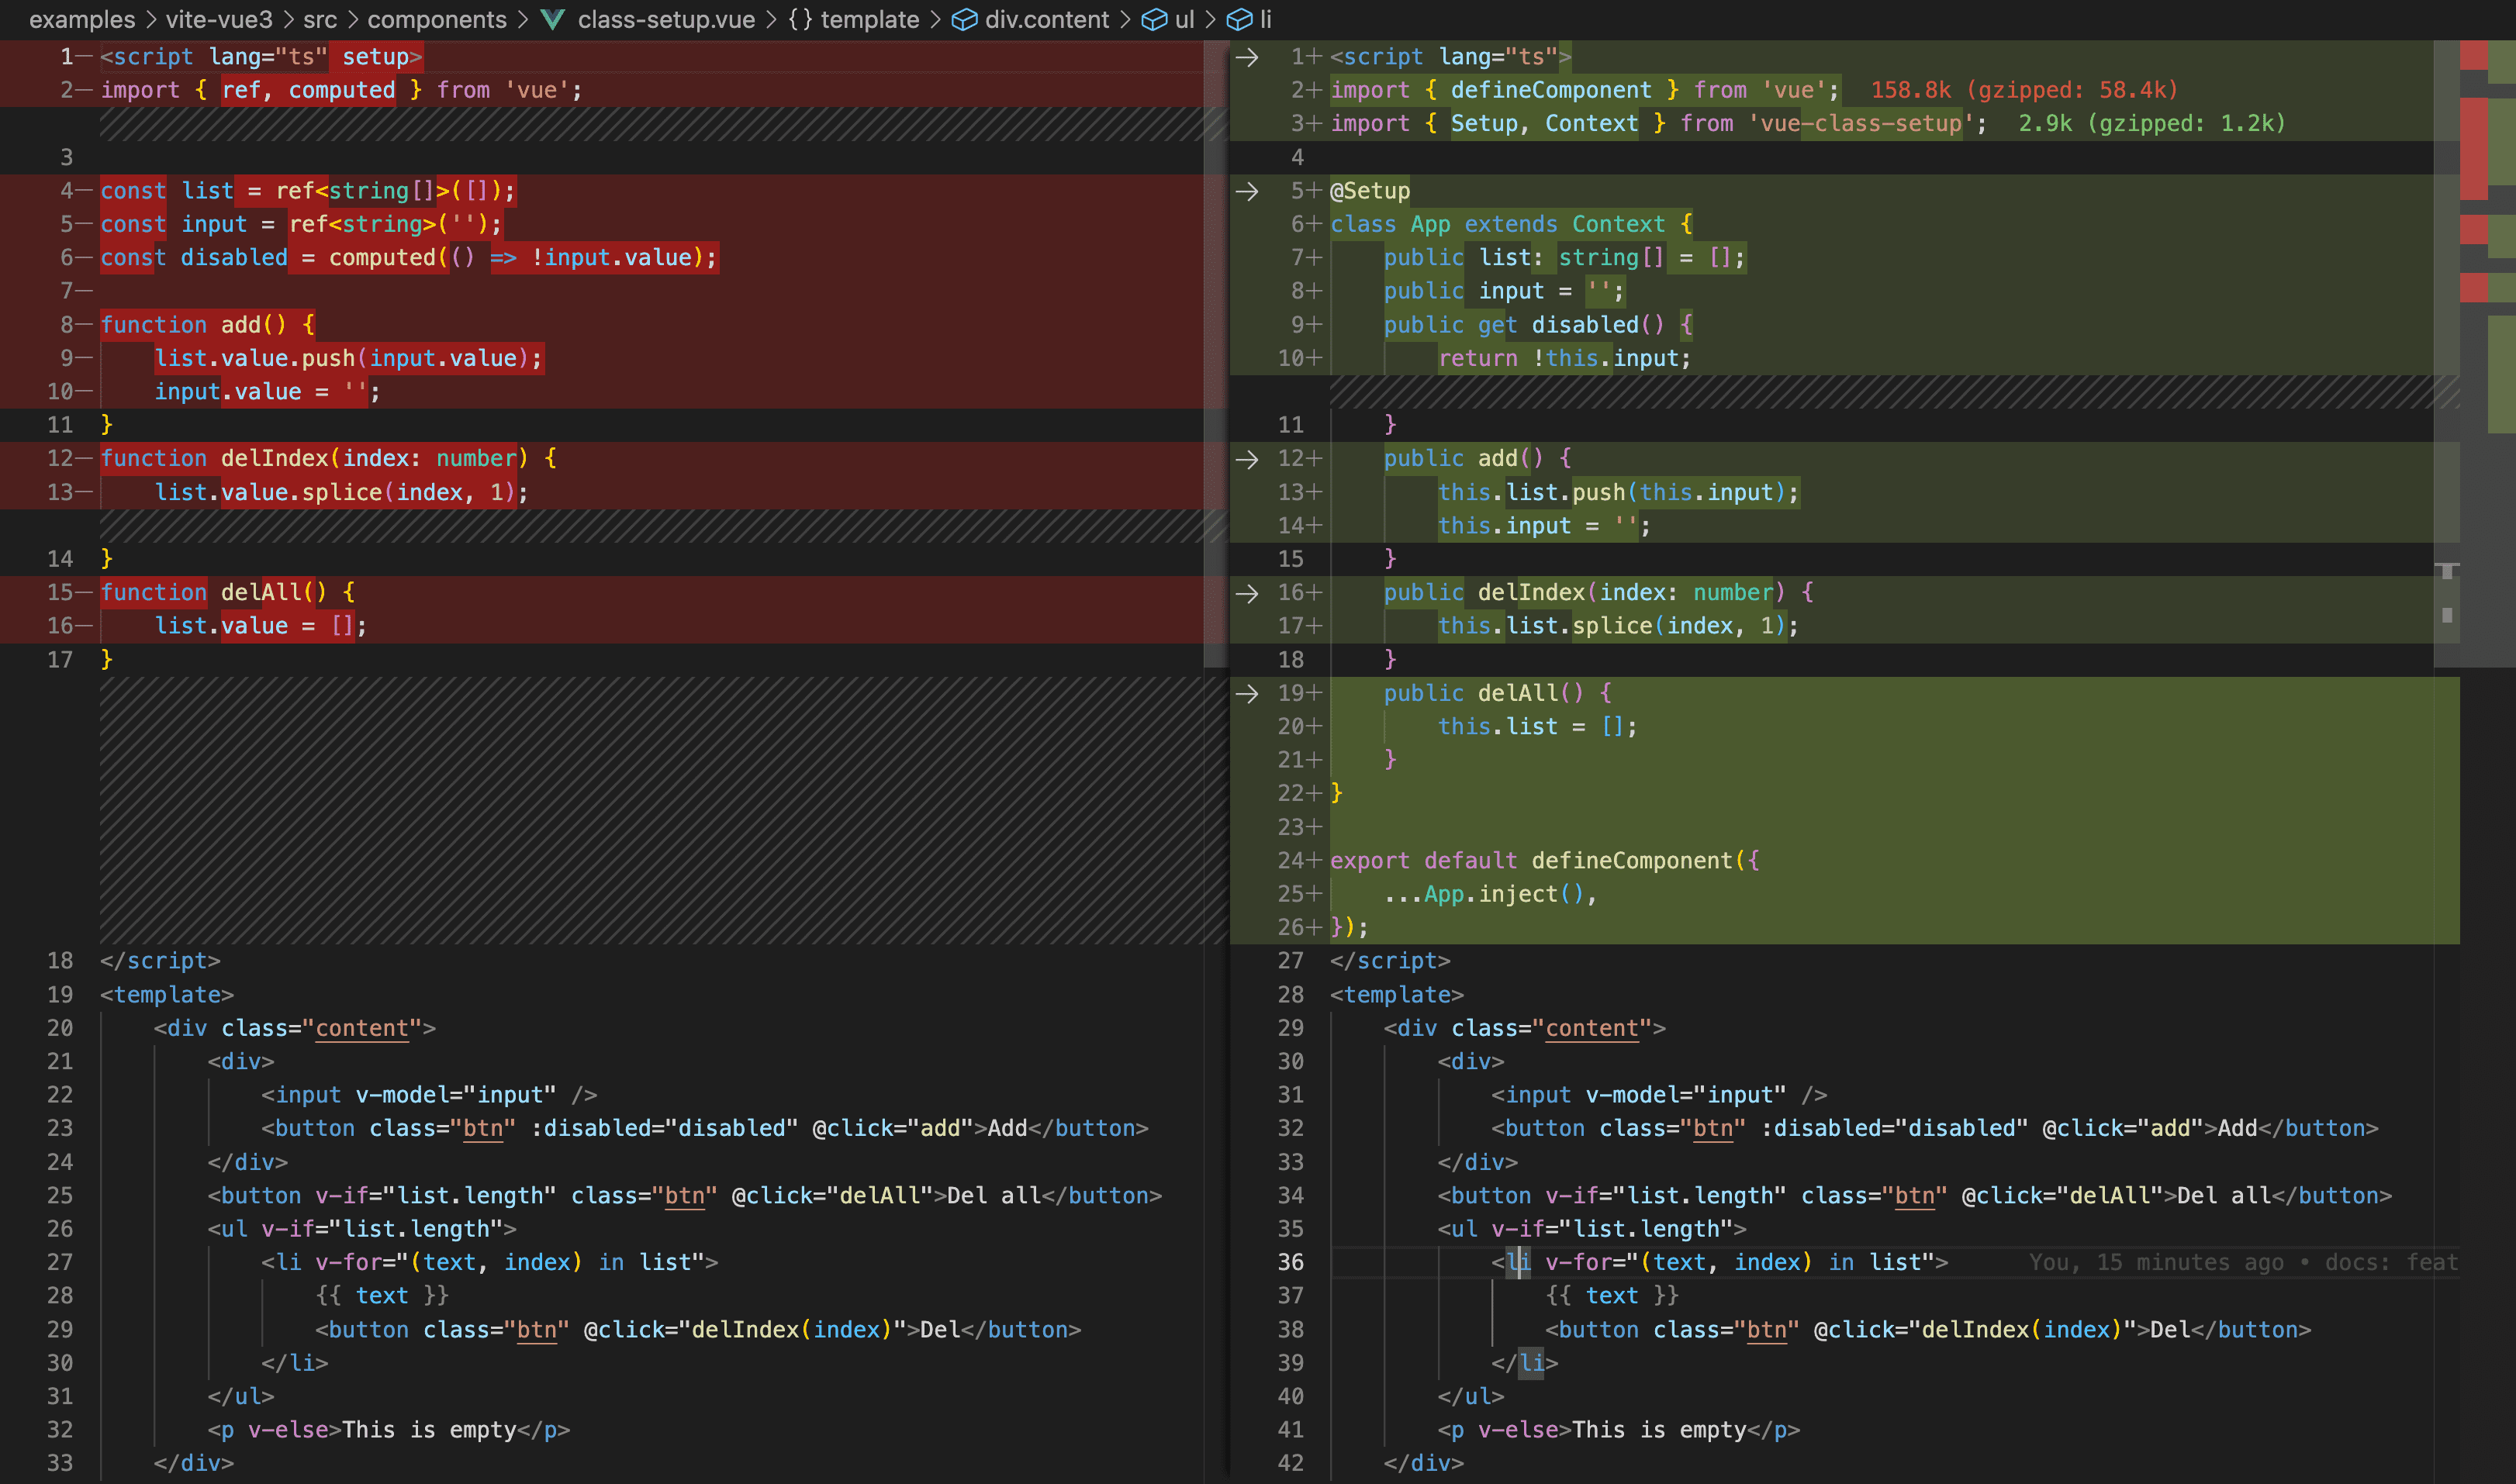 examples > vite-vue3 > src > components > class-setup.vue > {} template > div.content > ul > li
1— <script lang="ts" setup>
2— import { ref, computed } from 'vue';
3
4— const list = ref<string[]>([]);
5— const input = ref<string>('');
6— const disabled = computed(() => !input.value);
7—
8— function add() {
9—     list.value.push(input.value);
10—     input.value = '';
11 }
12— function delIndex(index: number) {
13—     list.value.splice(index, 1);
14 }
15— function delAll() {
16—     list.value = [];
17 }
18 </script>
19 <template>
20     <div class="content">
21         <div>
22             <input v-model="input" />
23             <button class="btn" :disabled="disabled" @click="add">Add</button>
24         </div>
25         <button v-if="list.length" class="btn" @click="delAll">Del all</button>
26         <ul v-if="list.length">
27             <li v-for="(text, index) in list">
28                 {{ text }}
29                 <button class="btn" @click="delIndex(index)">Del</button>
30             </li>
31         </ul>
32         <p v-else>This is empty</p>
33     </div>
1+ <script lang="ts">
2+ import { defineComponent } from 'vue'; 158.8k (gzipped: 58.4k)
3+ import { Setup, Context } from 'vue-class-setup'; 2.9k (gzipped: 1.2k)
4
5+ @Setup
6+ class App extends Context {
7+     public list: string[] = [];
8+     public input = '';
9+     public get disabled() {
10+         return !this.input;
11     }
12+     public add() {
13+         this.list.push(this.input);
14+         this.input = '';
15     }
16+     public delIndex(index: number) {
17+         this.list.splice(index, 1);
18     }
19+     public delAll() {
20+         this.list = [];
21+     }
22+ }
23+
24+ export default defineComponent({
25+     ...App.inject(),
26+ });
27 </script>
28 <template>
29     <div class="content">
30         <div>
31             <input v-model="input" />
32             <button class="btn" :disabled="disabled" @click="add">Add</button>
33         </div>
34         <button v-if="list.length" class="btn" @click="delAll">Del all</button>
35         <ul v-if="list.length">
36             <li v-for="(text, index) in list"> You, 15 minutes ago • docs: feat
37                 {{ text }}
38                 <button class="btn" @click="delIndex(index)">Del</button>
39             </li>
40         </ul>
41         <p v-else>This is empty</p>
42     </div>